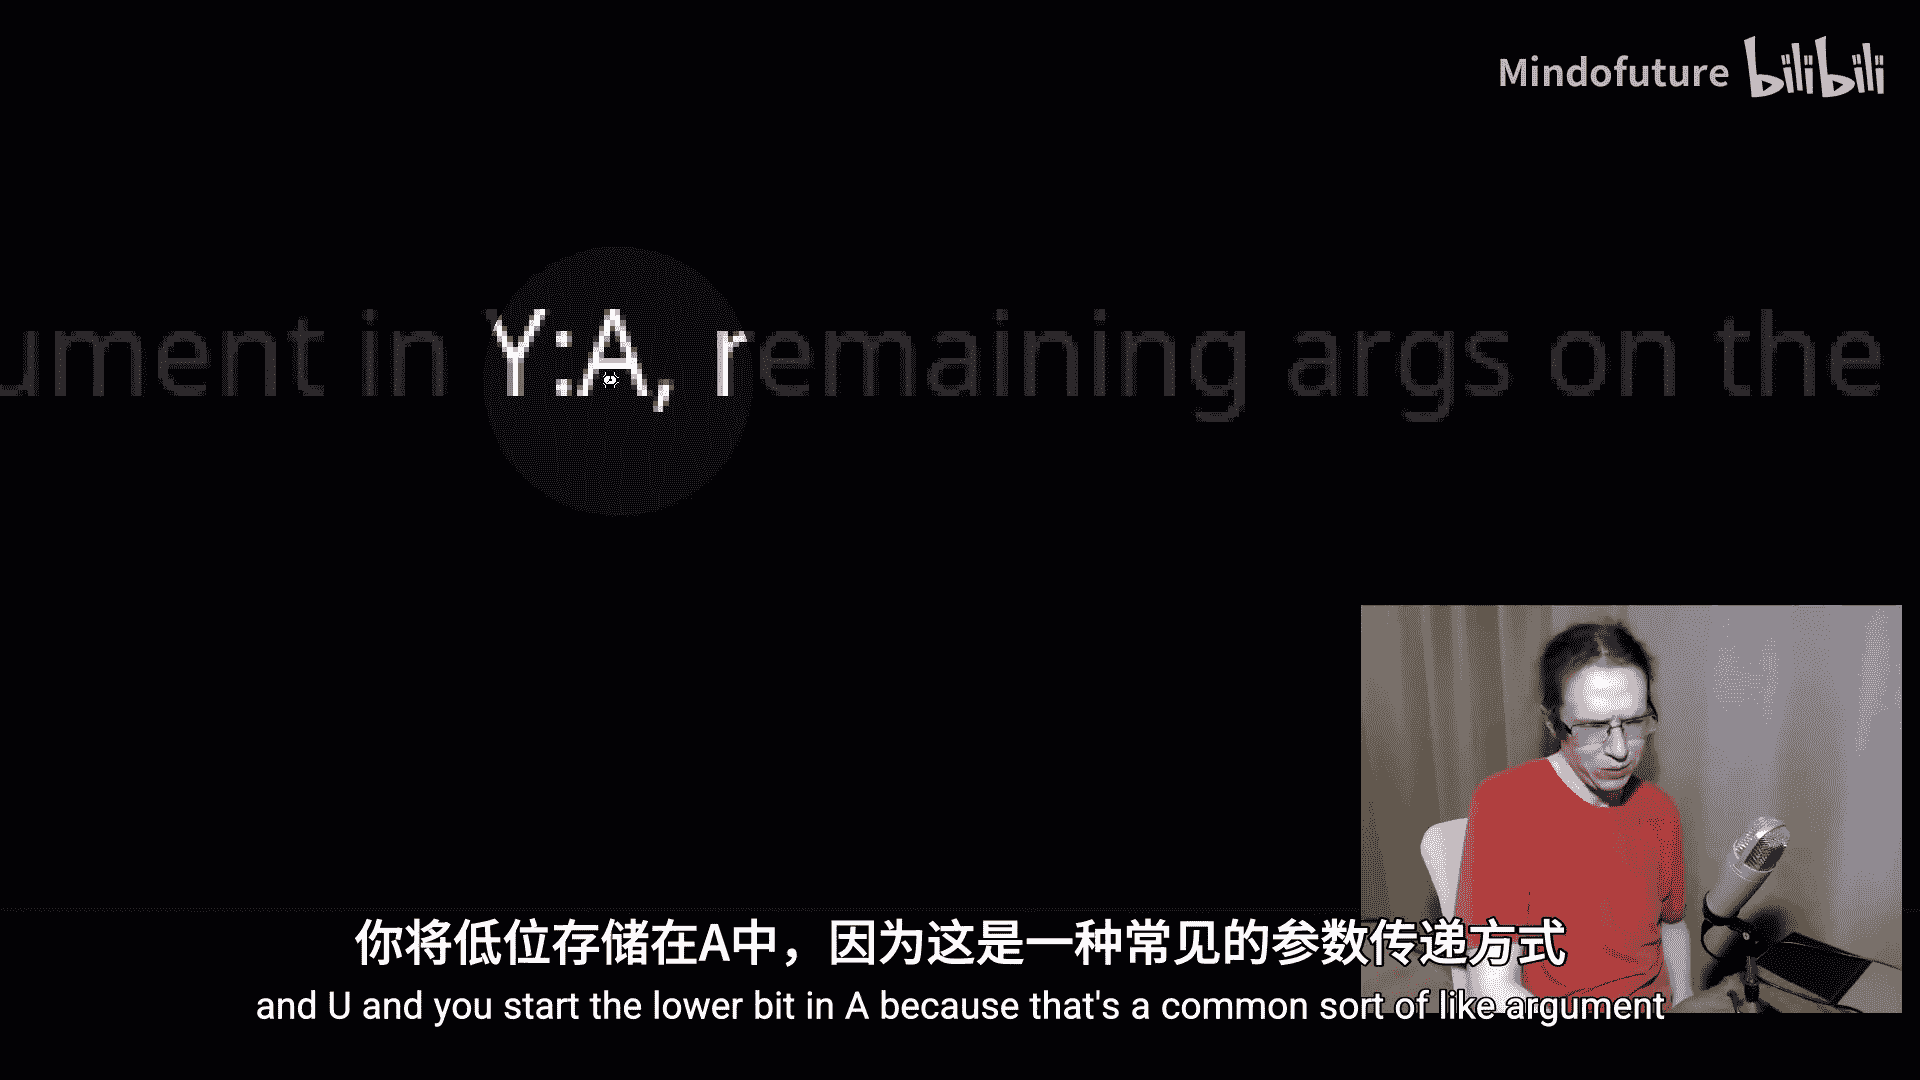 Mindofuture bilibili
ument in Y:A, remaining args on the
你将低位存储在A中，因为这是一种常见的参数传递方式
and U and you start the lower bit in A because that's a common sort of like argument